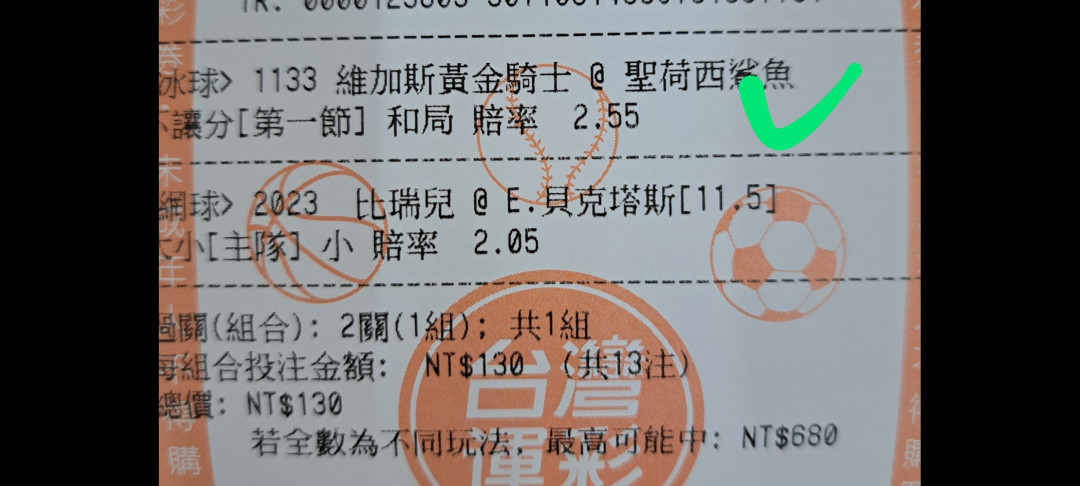 冰球> 1133 維加斯黃金騎士 @ 聖荷西鯊魚
不讓分[第一節] 和局 賠率 2.55
網球> 2023 比瑞兒 @ E.貝克塔斯[11.5]
大小[主隊] 小 賠率 2.05
過關(組合): 2關(1組); 共1組
每組合投注金額: NT$130 (共13注)
總價: NT$130
若全數為不同玩法, 最高可能中: NT$680
台灣
運彩